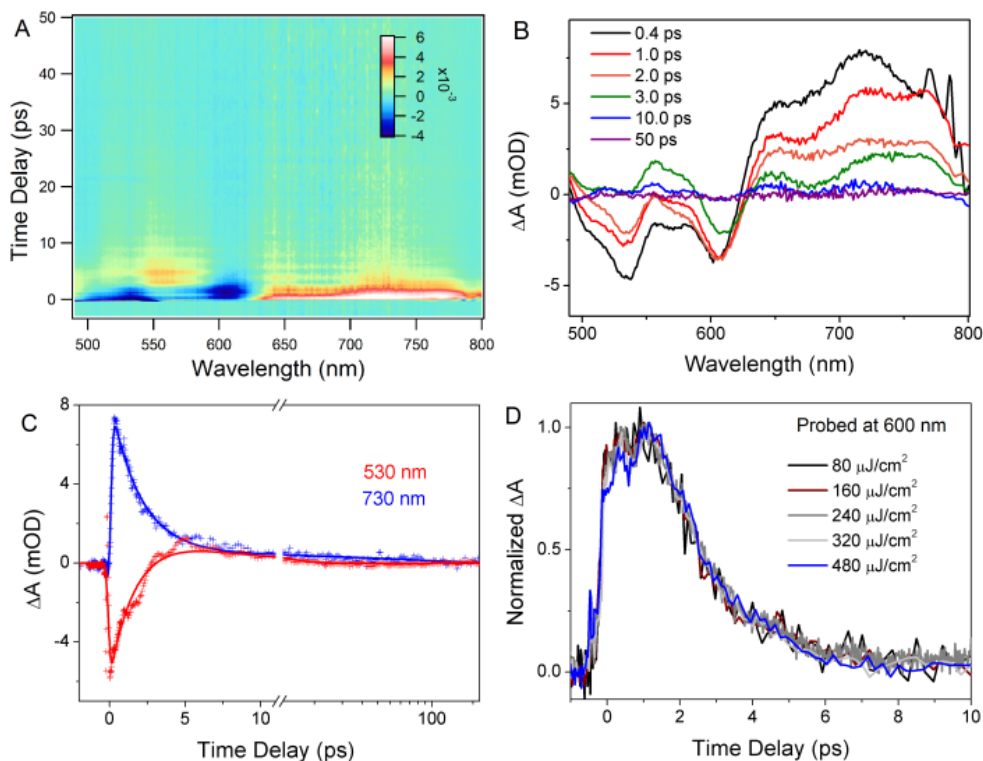 A
50
40
30
20
10
0
Time Delay (ps)
6
4
2
0
-2
-4
x10⁻³
500 550 600 650 700 750 800
Wavelength (nm)
B
0.4 ps
1.0 ps
2.0 ps
3.0 ps
10.0 ps
50 ps
5
0
-5
ΔA (mOD)
500 600 700 800
Wavelength (nm)
C
8
4
0
-4
ΔA (mOD)
530 nm
730 nm
0 5 10 100
Time Delay (ps)
D
Probed at 600 nm
80 μJ/cm²
160 μJ/cm²
240 μJ/cm²
320 μJ/cm²
480 μJ/cm²
1.0
0.5
0.0
Normalized ΔA
0 2 4 6 8 10
Time Delay (ps)